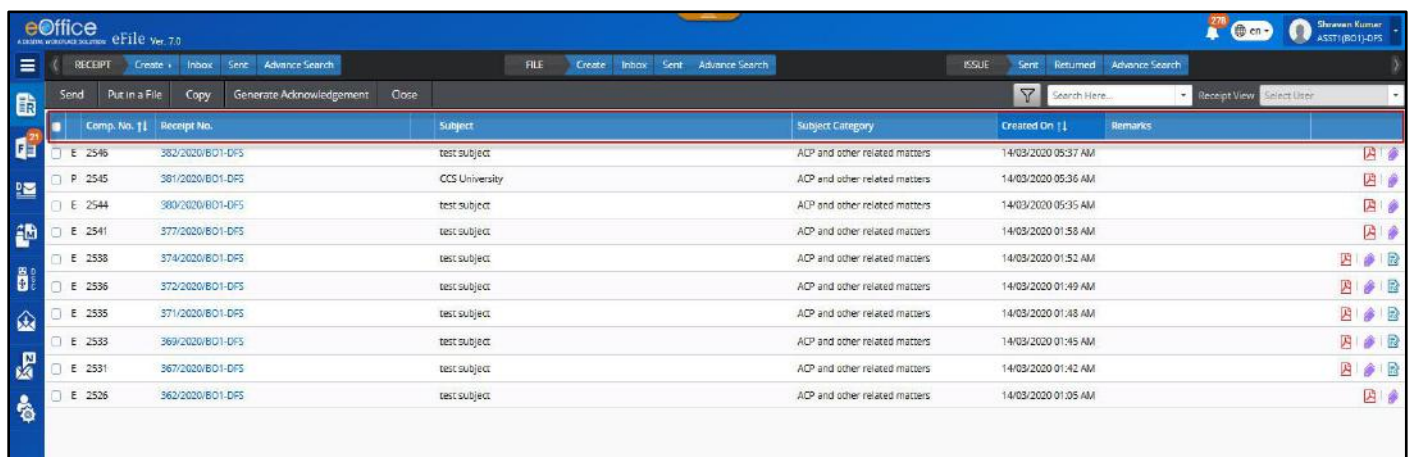 eOffice
A DIGITAL WORKPLACE SOLUTION eFile Ver. 7.0
278 en Shravan Kumar
ASST1(BO1)-DFS
RECEIPT Create Inbox Sent Advance Search FILE Create Inbox Sent Advance Search ISSUE Sent Returned Advance Search
Send Put in a File Copy Generate Acknowledgement Close Search Here... Receipt View Select User
Comp. No. Receipt No. Subject Subject Category Created On Remarks
E 2546 382/2020/BO1-DFS test subject ACP and other related matters 14/03/2020 05:37 AM
P 2545 381/2020/BO1-DFS CCS University ACP and other related matters 14/03/2020 05:36 AM
E 2544 380/2020/BO1-DFS test subject ACP and other related matters 14/03/2020 05:35 AM
E 2541 377/2020/BO1-DFS test subject ACP and other related matters 14/03/2020 01:58 AM
E 2538 374/2020/BO1-DFS test subject ACP and other related matters 14/03/2020 01:52 AM
E 2536 372/2020/BO1-DFS test subject ACP and other related matters 14/03/2020 01:49 AM
E 2535 371/2020/BO1-DFS test subject ACP and other related matters 14/03/2020 01:48 AM
E 2533 369/2020/BO1-DFS test subject ACP and other related matters 14/03/2020 01:45 AM
E 2531 367/2020/BO1-DFS test subject ACP and other related matters 14/03/2020 01:42 AM
E 2526 362/2020/BO1-DFS test subject ACP and other related matters 14/03/2020 01:05 AM
R
21
F
D
M
DSC
N